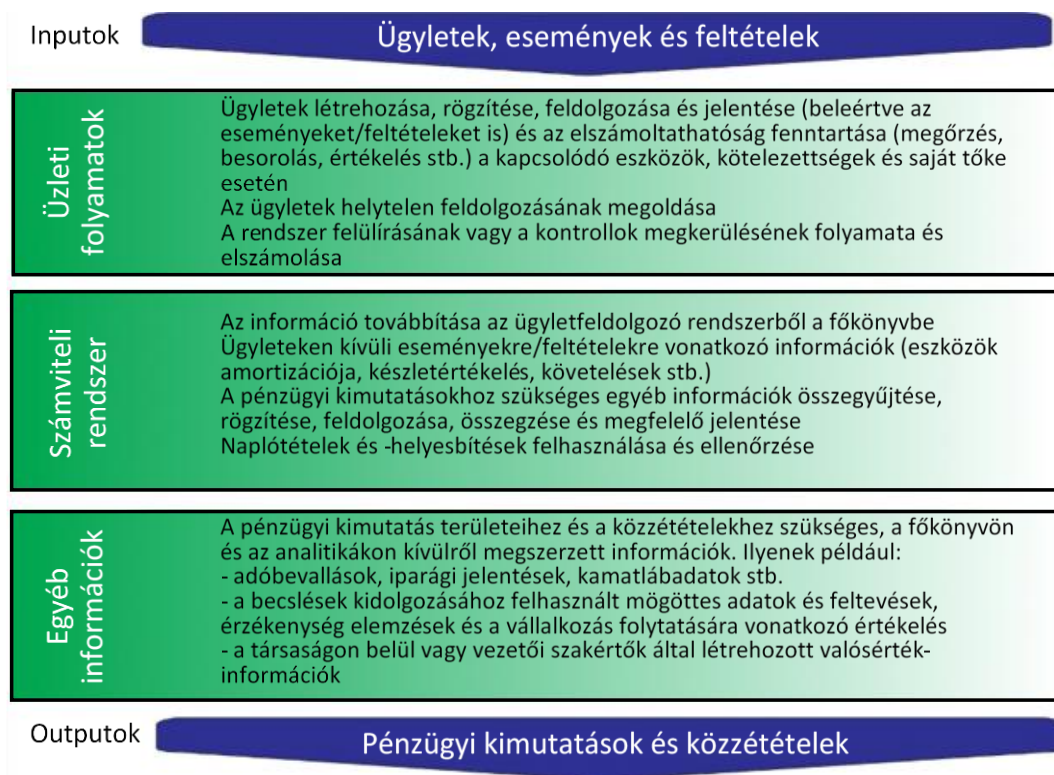 Inputok
Ügyletek, események és feltételek
Üzleti
folyamatok
Ügyletek létrehozása, rögzítése, feldolgozása és jelentése (beleértve az
eseményeket/feltételeket is) és az elszámoltathatóság fenntartása (megőrzés,
besorolás, értékelés stb.) a kapcsolódó eszközök, kötelezettségek és saját tőke
esetén
Az ügyletek helytelen feldolgozásának megoldása
A rendszer felülírásának vagy a kontrollok megkerülésének folyamata és
elszámolása
Számviteli
rendszer
Az információ továbbítása az ügyletfeldolgozó rendszerből a főkönyvbe
Ügyleteken kívüli eseményekre/feltételekre vonatkozó információk (eszközök
amortizációja, készletértékelés, követelések stb.)
A pénzügyi kimutatásokhoz szükséges egyéb információk összegyűjtése,
rögzítése, feldolgozása, összegzése és megfelelő jelentése
Naplótételek és -helyesbítések felhasználása és ellenőrzése
Egyéb
információk
A pénzügyi kimutatás területeihez és a közzétételekhez szükséges, a főkönyvön
és az analitikákon kívülről megszerzett információk. Ilyenek például:
- adóbevallások, iparági jelentések, kamatlábadatok stb.
- a becslések kidolgozásához felhasznált mögöttes adatok és feltevések,
érzékenység elemzések és a vállalkozás folytatására vonatkozó értékelés
- a társaságon belül vagy vezetői szakértők által létrehozott valósérték-
információk
Outputok
Pénzügyi kimutatások és közzétételek